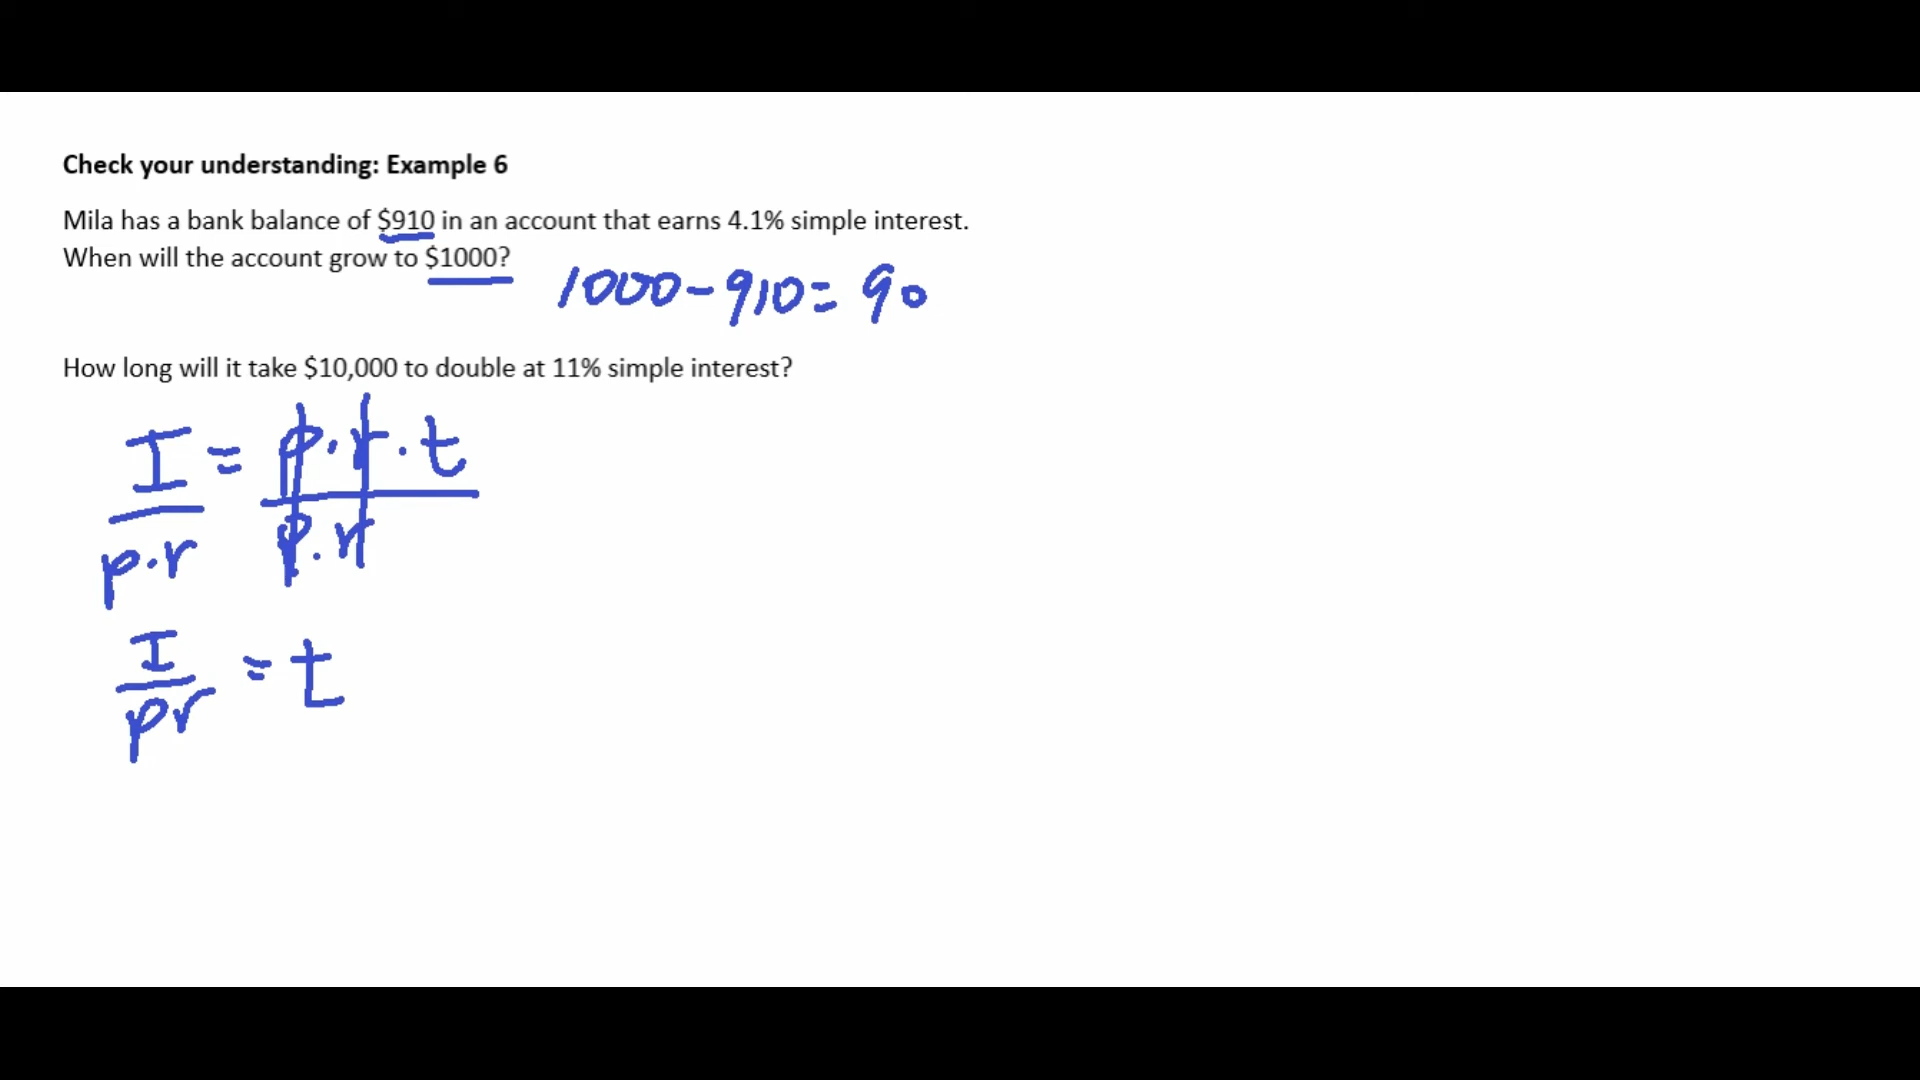 Check your understanding: Example 6
Mila has a bank balance of $910 in an account that earns 4.1% simple interest.
When will the account grow to $1000?
1000-910= 90
How long will it take $10,000 to double at 11% simple interest?
I = p.r.t
p.r p.r
I = t
pr